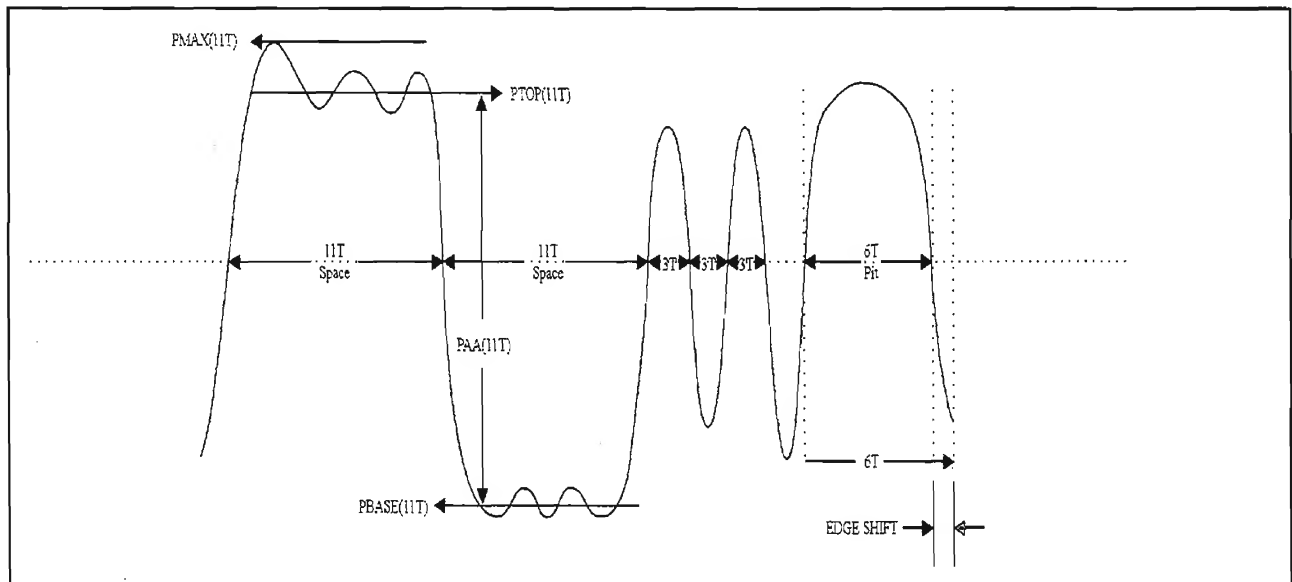 PMAX(11T)
PTOP(11T)
11T
Space
11T
Space
3T
3T
3T
6T
Pit
PAA(11T)
6T
PBASE(11T)
EDGE SHIFT